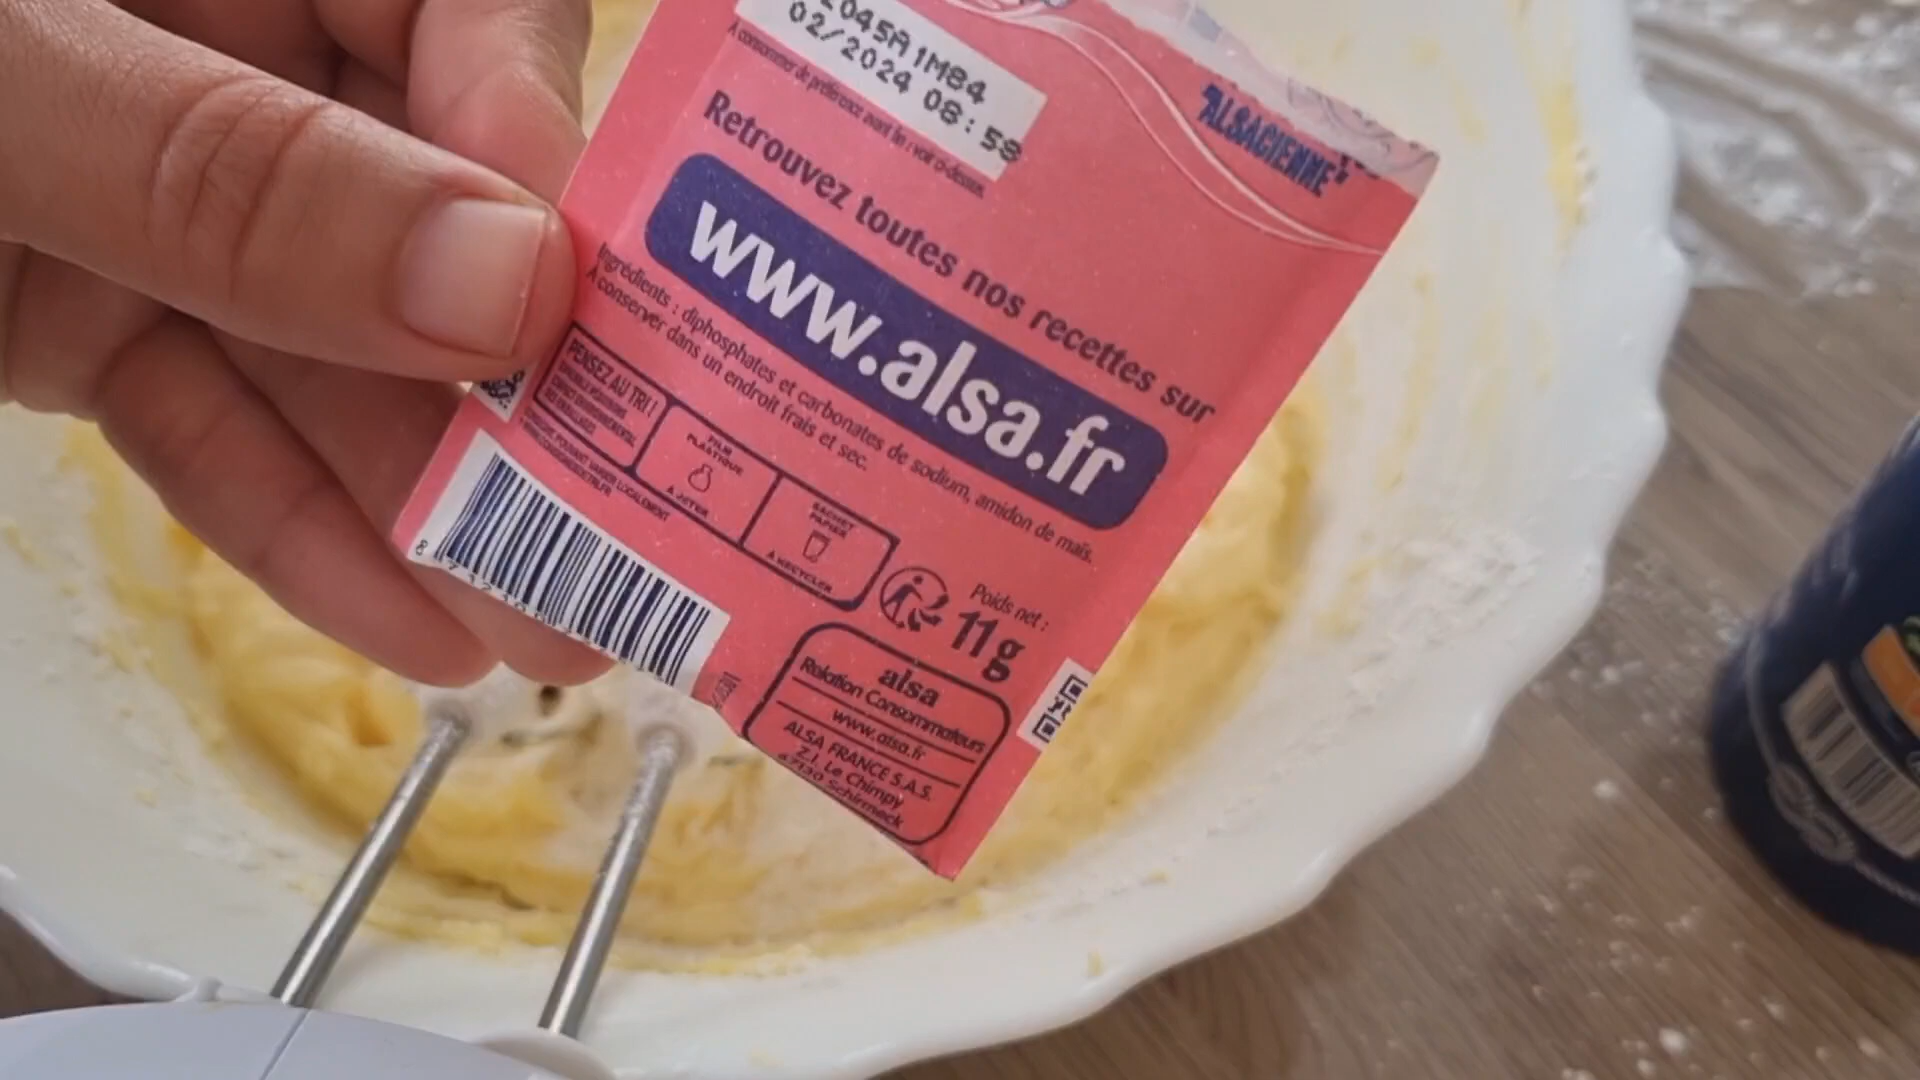 2045A 1M84
02/2024 08:58
À consommer de préférence avant fin : voir ci-dessus.
ALSACIENNE
Retrouvez toutes nos recettes sur
www.alsa.fr
Ingrédients : diphosphates et carbonates de sodium, amidon de maïs.
À conserver dans un endroit frais et sec.
PENSEZ AU TRI !
FILM
PLASTIQUE
À JETER
SACHET
PAPIER
À RECYCLER
Poids net :
11g
alsa
Relation Consommateurs
www.alsa.fr
ALSA FRANCE S.A.S.
Z.I. Le Chimpy
67130 Schirmeck
8